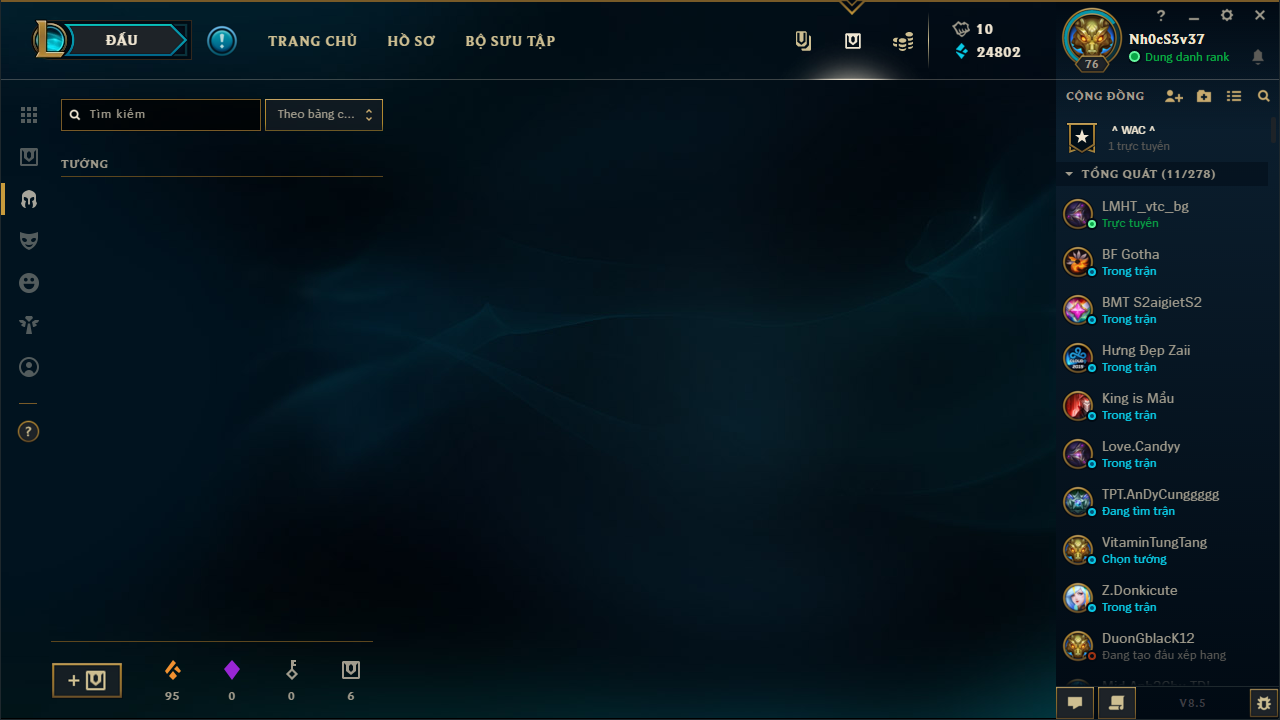 ĐẤU
TRANG CHỦ
HỒ SƠ
BỘ SƯU TẬP
10
24802
?
76
Nh0cS3v37
Dung danh rank
Tìm kiếm
Theo bảng c...
TƯỚNG
?
95
0
0
6
CỘNG ĐỒNG
^ WAC ^
1 trực tuyến
TỔNG QUÁT (11/278)
LMHT_vtc_bg
Trực tuyến
BF Gotha
Trong trận
BMT S2aigietS2
Trong trận
Hưng Đẹp Zaii
Trong trận
King is Mẩu
Trong trận
Love.Candyy
Trong trận
TPT.AnDyCunggggg
Đang tìm trận
VitaminTungTang
Chọn tướng
Z.Donkicute
Trong trận
DuonGblacK12
Đang tạo đấu xếp hạng
V8.5